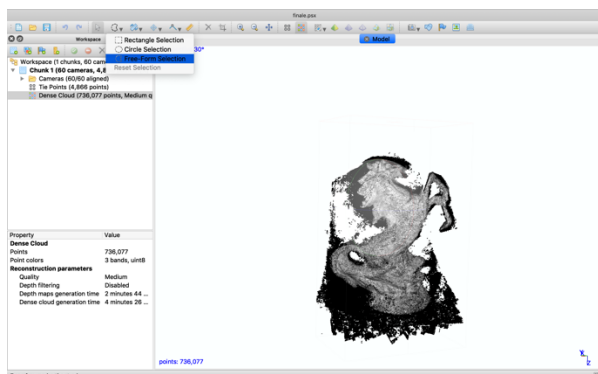 finale.psx
Workspace
Model
Rectangle Selection
Circle Selection
Free-Form Selection
Reset Selection
30°
Workspace (1 chunks, 60 cam
Chunk 1 (60 cameras, 4,8
Cameras (60/60 aligned)
Tie Points (4,866 points)
Dense Cloud (736,077 points, Medium q
Property Value
Dense Cloud
Points 736,077
Point colors 3 bands, uint8
Reconstruction parameters
Quality Medium
Depth filtering Disabled
Depth maps generation time 2 minutes 44 ...
Dense cloud generation time 4 minutes 26 ...
points: 736,077
X
Z